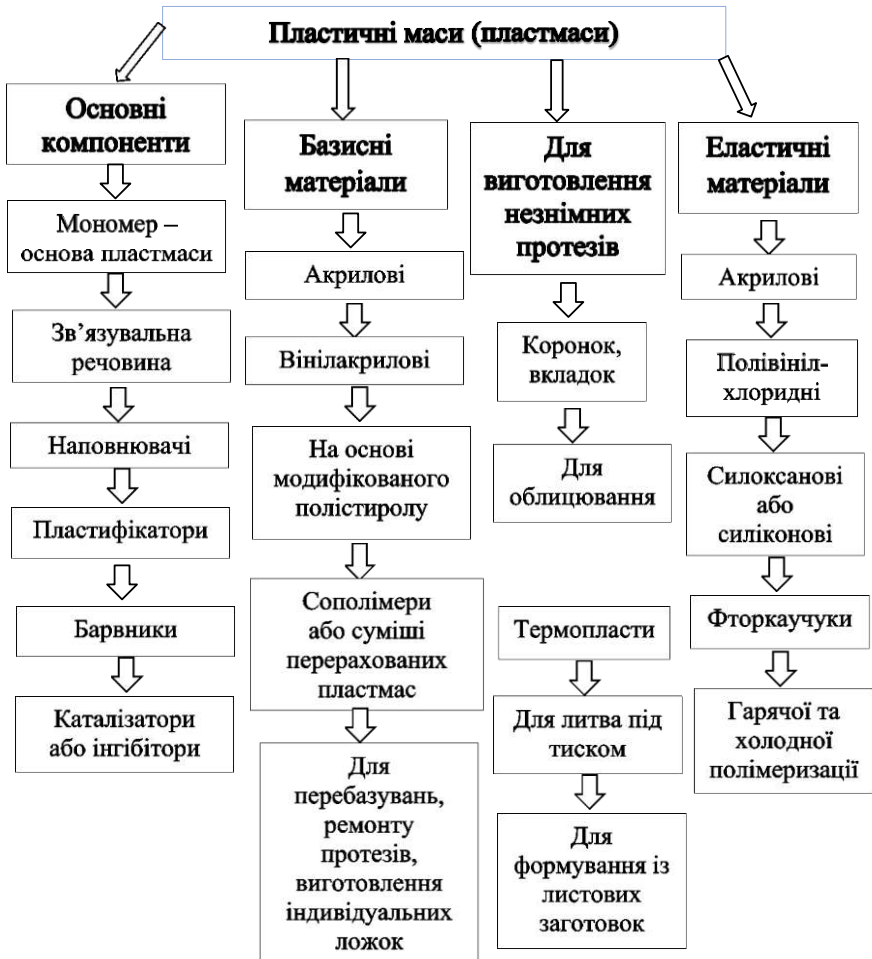 Пластичні маси (пластмаси)
Основні
компоненти
Мономер –
основа пластмаси
Зв’язувальна
речовина
Наповнювачі
Пластифікатори
Барвники
Каталізатори
або інгібітори
Базисні
матеріали
Акрилові
Вінілакрилові
На основі
модифікованого
полістиролу
Сополімери
або суміші
перерахованих
пластмас
Для
перебазувань,
ремонту
протезів,
виготовлення
індивідуальних
ложок
Для
виготовлення
незнімних
протезів
Коронок,
вкладок
Для
облицювання
Термопласти
Для литва під
тиском
Для
формування із
листових
заготовок
Еластичні
матеріали
Акрилові
Полівініл-
хлоридні
Силоксанові
або
силіконові
Фторкаучуки
Гарячої та
холодної
полімеризації